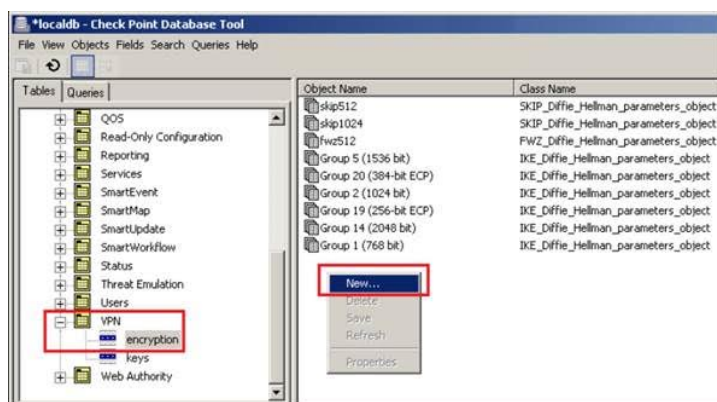 *localdb - Check Point Database Tool
File View Objects Fields Search Queries Help
Tables Queries
QOS
Read-Only Configuration
Reporting
Services
SmartEvent
SmartMap
SmartUpdate
SmartWorkflow
Status
Threat Emulation
Users
VPN
encryption
keys
Web Authority
Object Name Class Name
skip512 SKIP_Diffie_Hellman_parameters_object
skip1024 SKIP_Diffie_Hellman_parameters_object
fwz512 FWZ_Diffie_Hellman_parameters_object
Group 5 (1536 bit) IKE_Diffie_Hellman_parameters_object
Group 20 (384-bit ECP) IKE_Diffie_Hellman_parameters_object
Group 2 (1024 bit) IKE_Diffie_Hellman_parameters_object
Group 19 (256-bit ECP) IKE_Diffie_Hellman_parameters_object
Group 14 (2048 bit) IKE_Diffie_Hellman_parameters_object
Group 1 (768 bit) IKE_Diffie_Hellman_parameters_object
New...
Delete
Save
Refresh
Properties